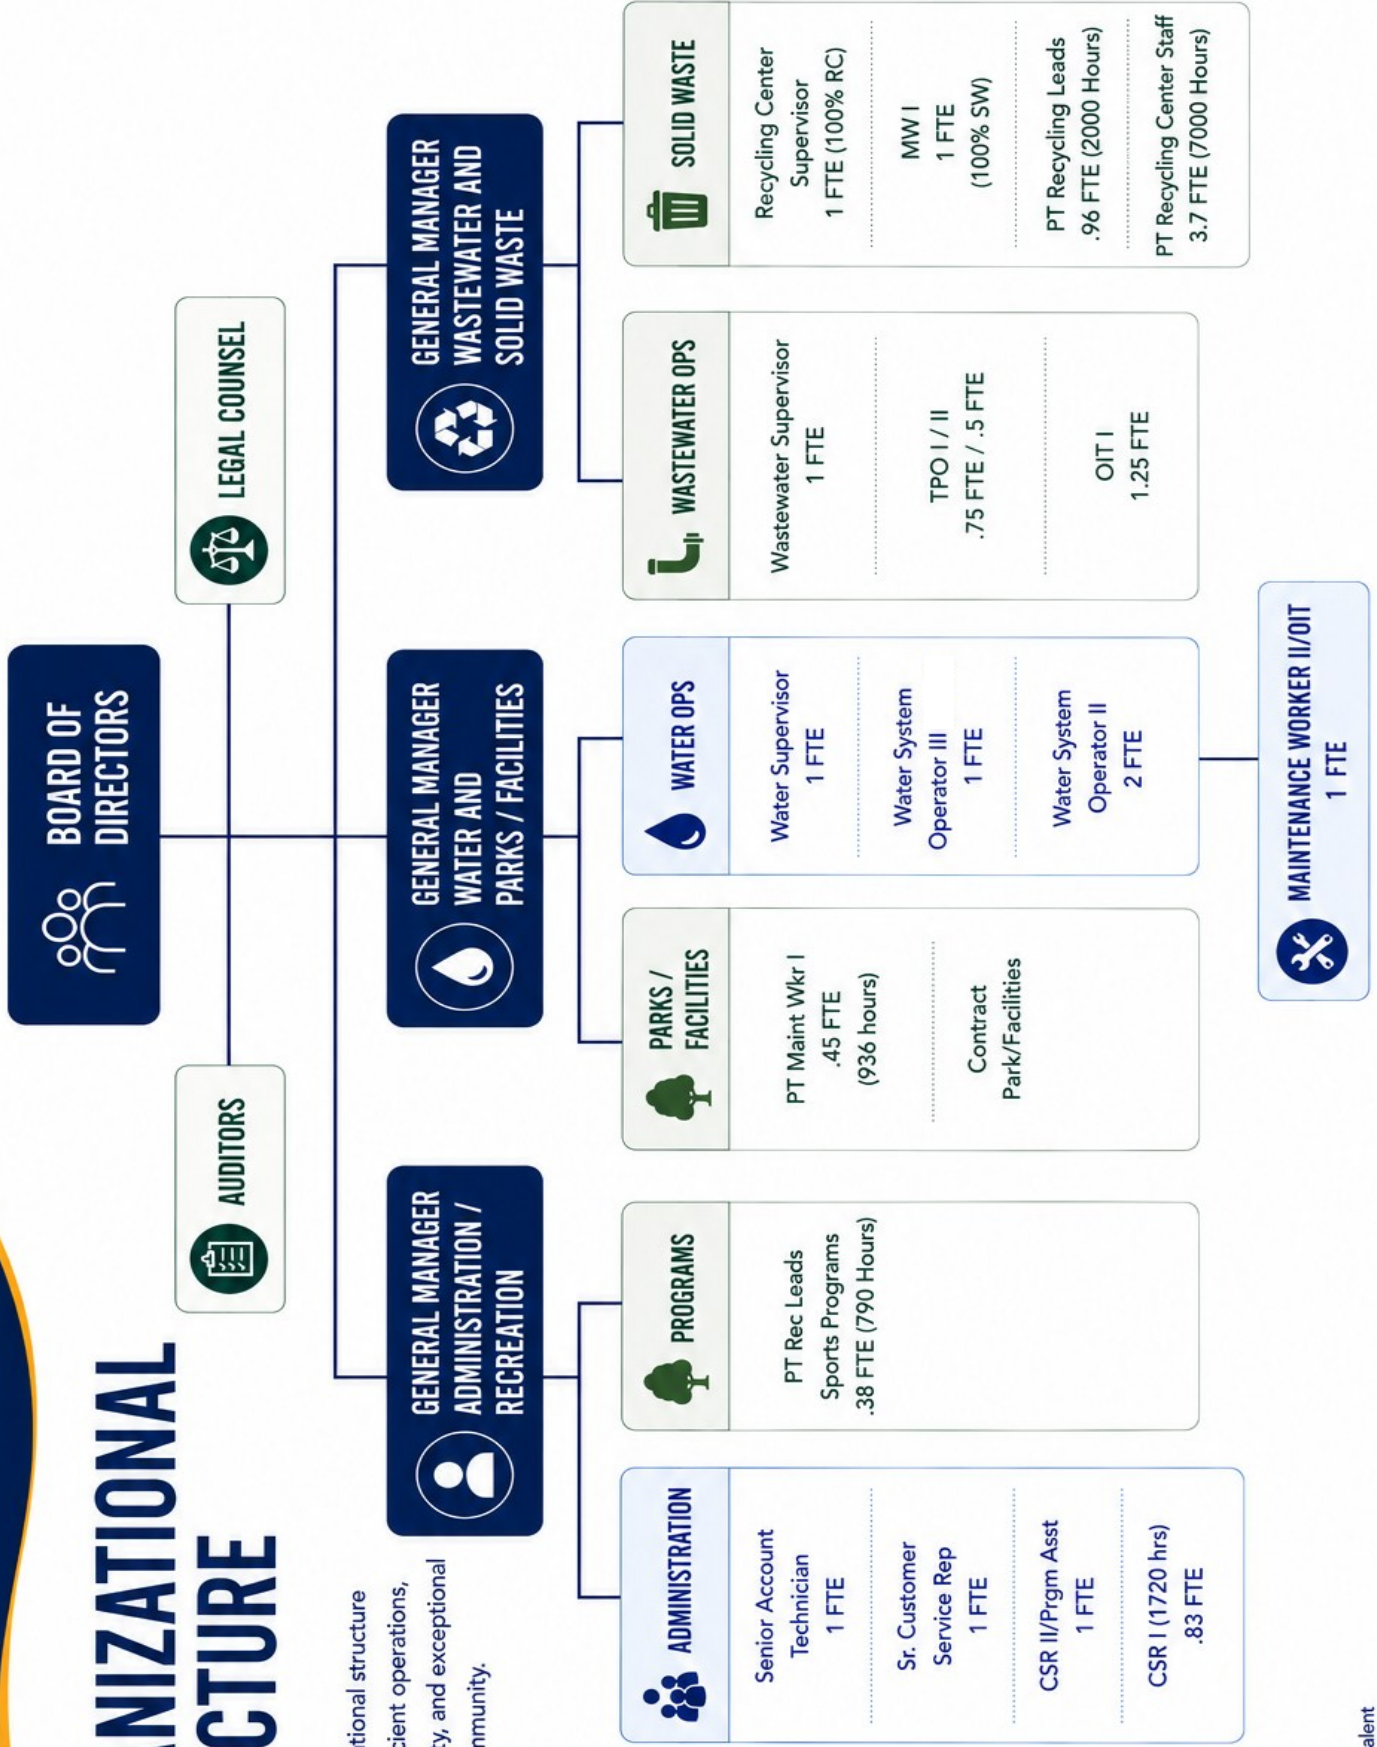 BOARD OF
DIRECTORS
AUDITORS
LEGAL COUNSEL
GENERAL MANAGER
ADMINISTRATION /
RECREATION
GENERAL MANAGER
WATER AND
PARKS / FACILITIES
GENERAL MANAGER
WASTEWATER AND
SOLID WASTE
ADMINISTRATION
Senior Account
Technician
1 FTE
Sr. Customer
Service Rep
1 FTE
CSR II/Prgm Asst
1 FTE
CSR I (1720 hrs)
.83 FTE
PROGRAMS
PT Rec Leads
Sports Programs
.38 FTE (790 Hours)
PARKS /
FACILITIES
PT Maint Wkr I
.45 FTE
(936 hours)
Contract
Park/Facilities
WATER OPS
Water Supervisor
1 FTE
Water System
Operator III
1 FTE
Water System
Operator II
2 FTE
MAINTENANCE WORKER II/OIT
1 FTE
WASTEWATER OPS
Wastewater Supervisor
1 FTE
TPO I / II
.75 FTE / .5 FTE
OIT I
1.25 FTE
SOLID WASTE
Recycling Center
Supervisor
1 FTE (100% RC)
MW I
1 FTE
(100% SW)
PT Recycling Leads
.96 FTE (2000 Hours)
PT Recycling Center Staff
3.7 FTE (7000 Hours)
NIZATIONAL
CTURE
tional structure
cient operations,
ty, and exceptional
mmunity.
alent